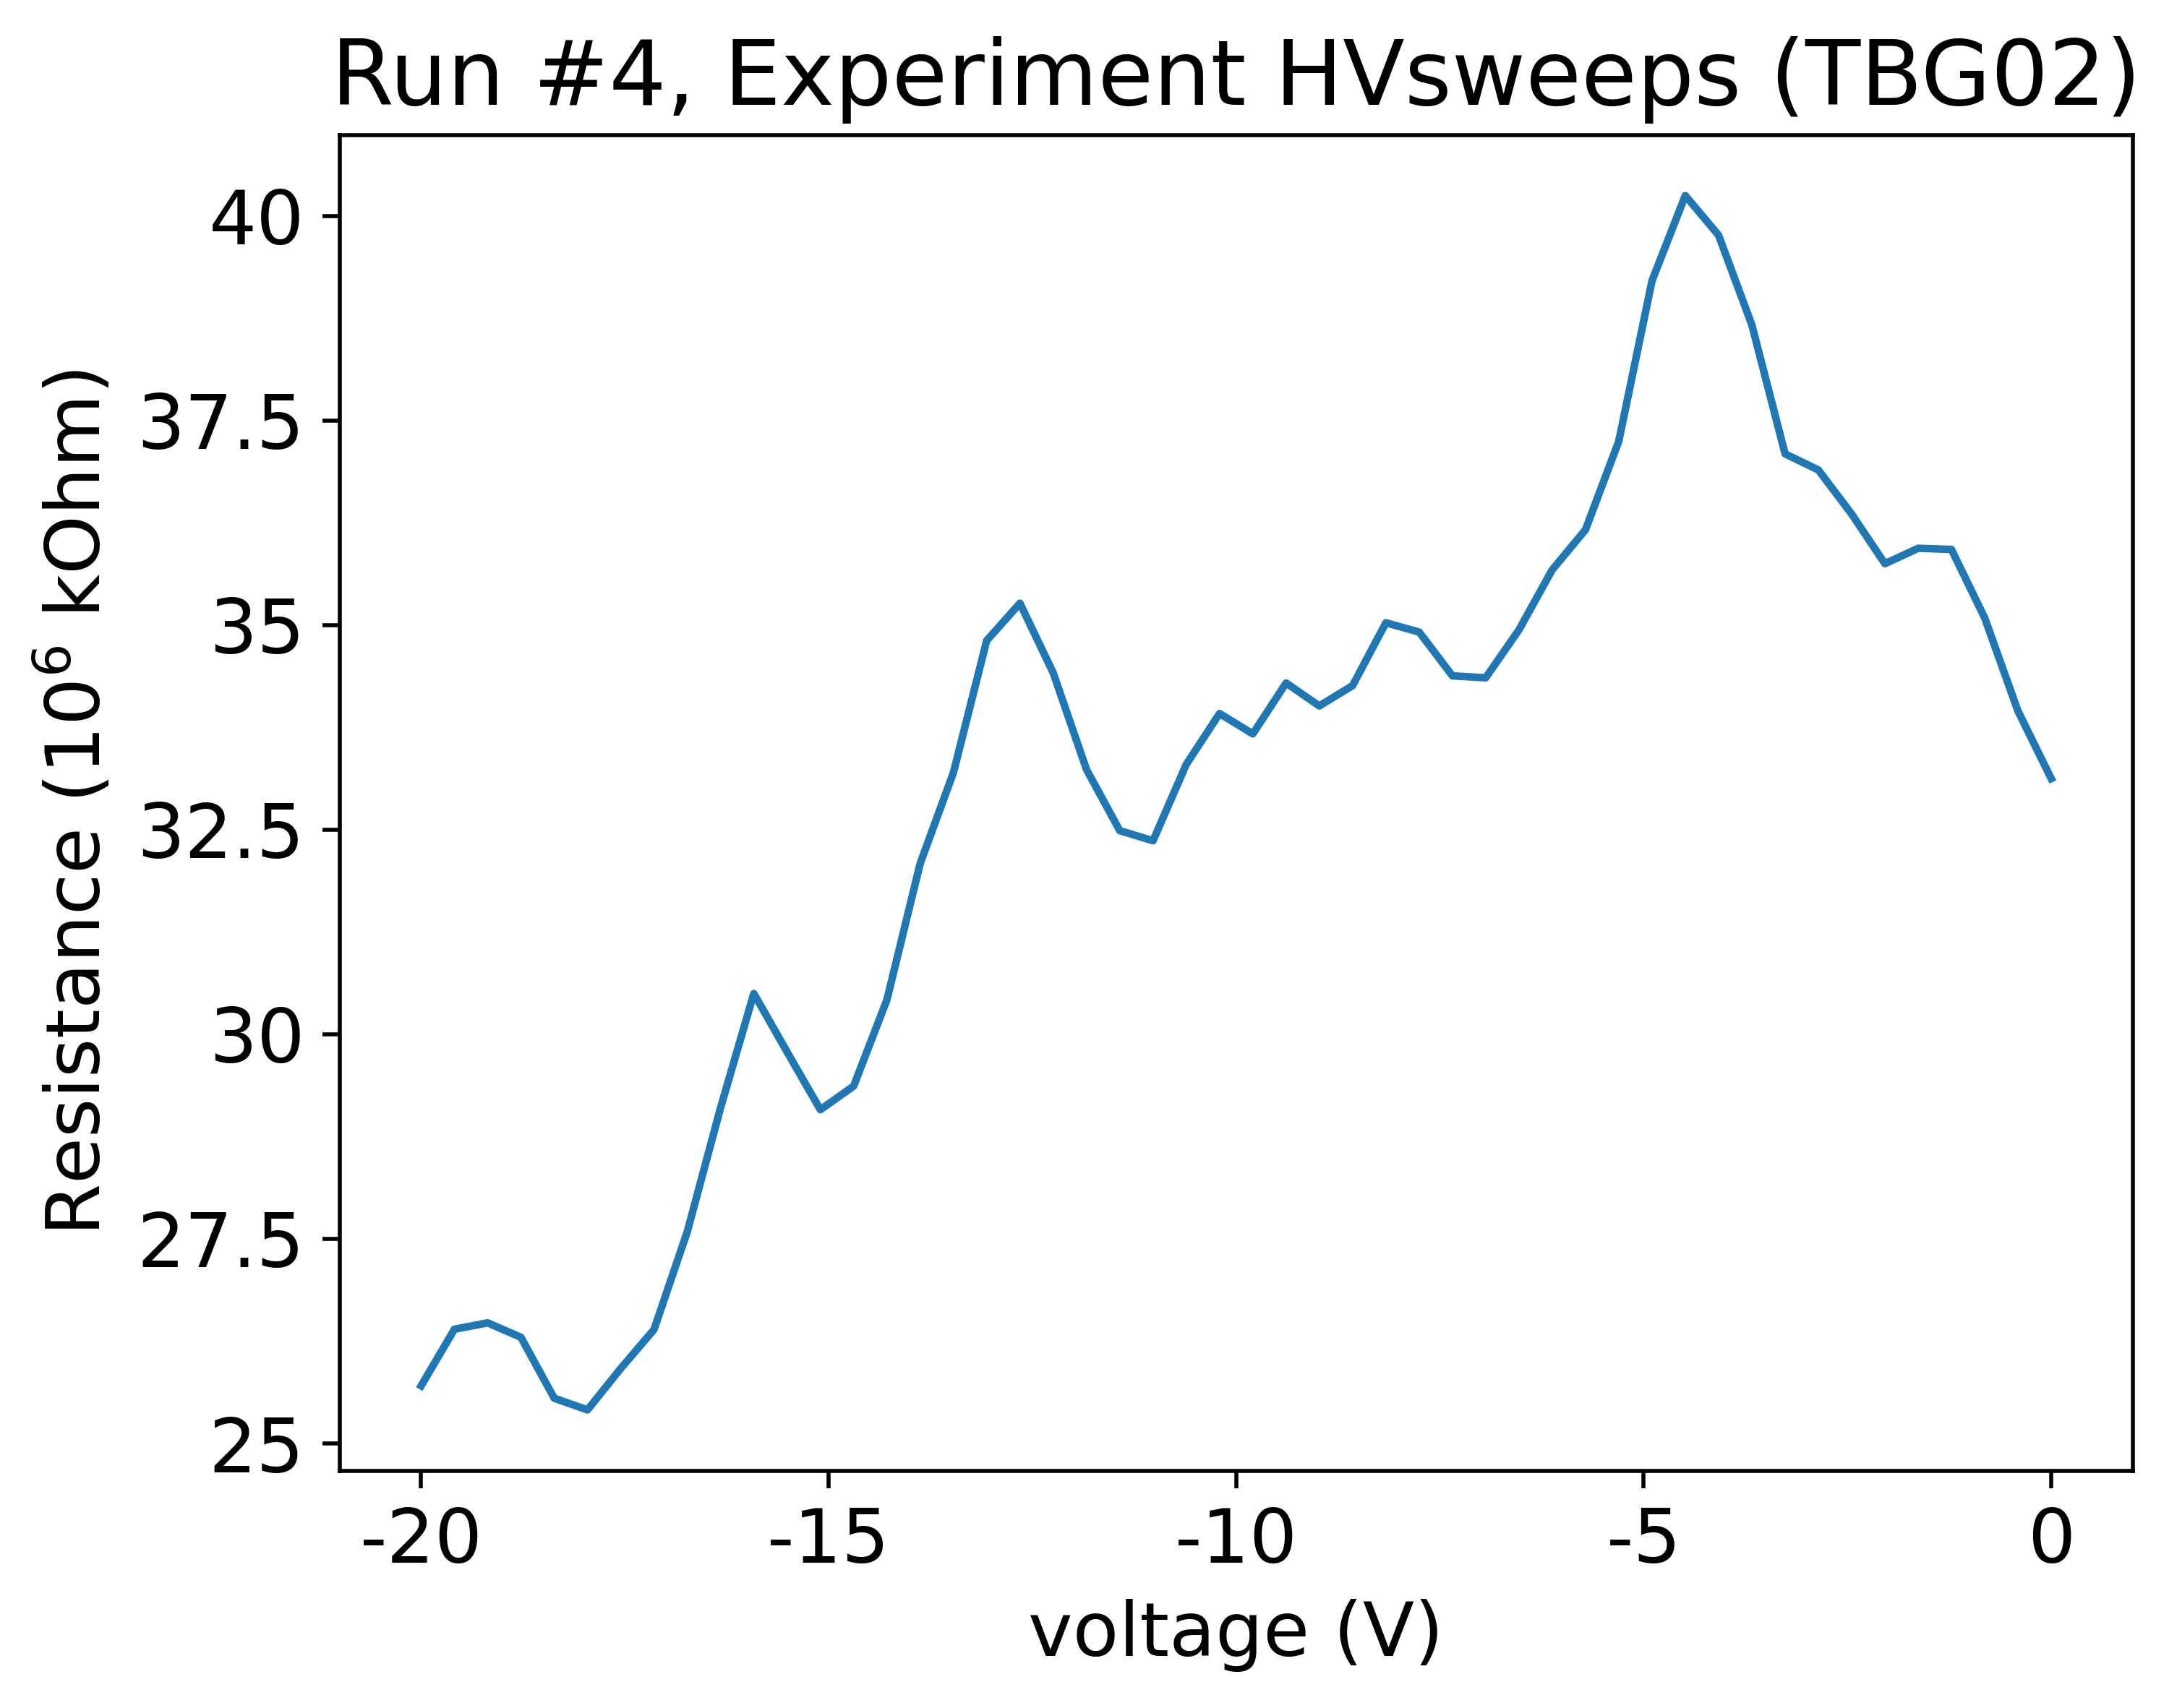 Run #4, Experiment HVsweeps (TBG02)
Resistance (10⁶ kOhm)
40
37.5
35
32.5
30
27.5
25
-20 -15 -10 -5 0
voltage (V)